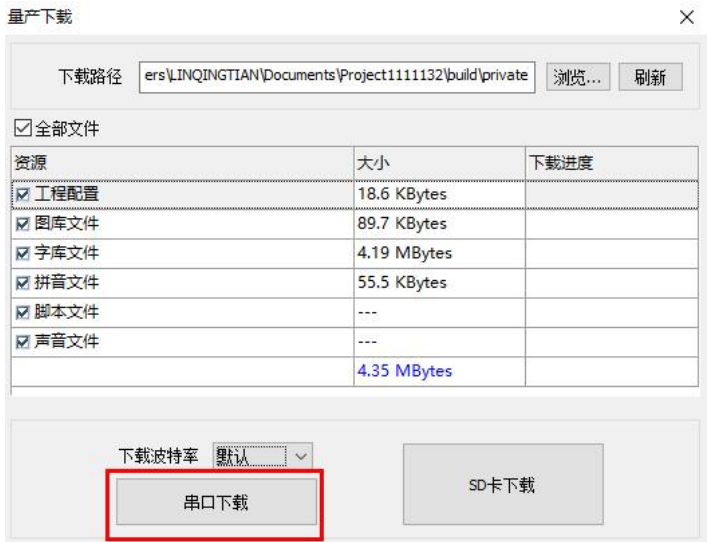 量产下载
下载路径 ers\LINQINGTIAN\Documents\Project1111132\build\private 浏览... 刷新
全部文件
资源 大小 下载进度
工程配置 18.6 KBytes
图库文件 89.7 KBytes
字库文件 4.19 MBytes
拼音文件 55.5 KBytes
脚本文件 ---
声音文件 ---
4.35 MBytes
下载波特率 默认
串口下载 SD卡下载